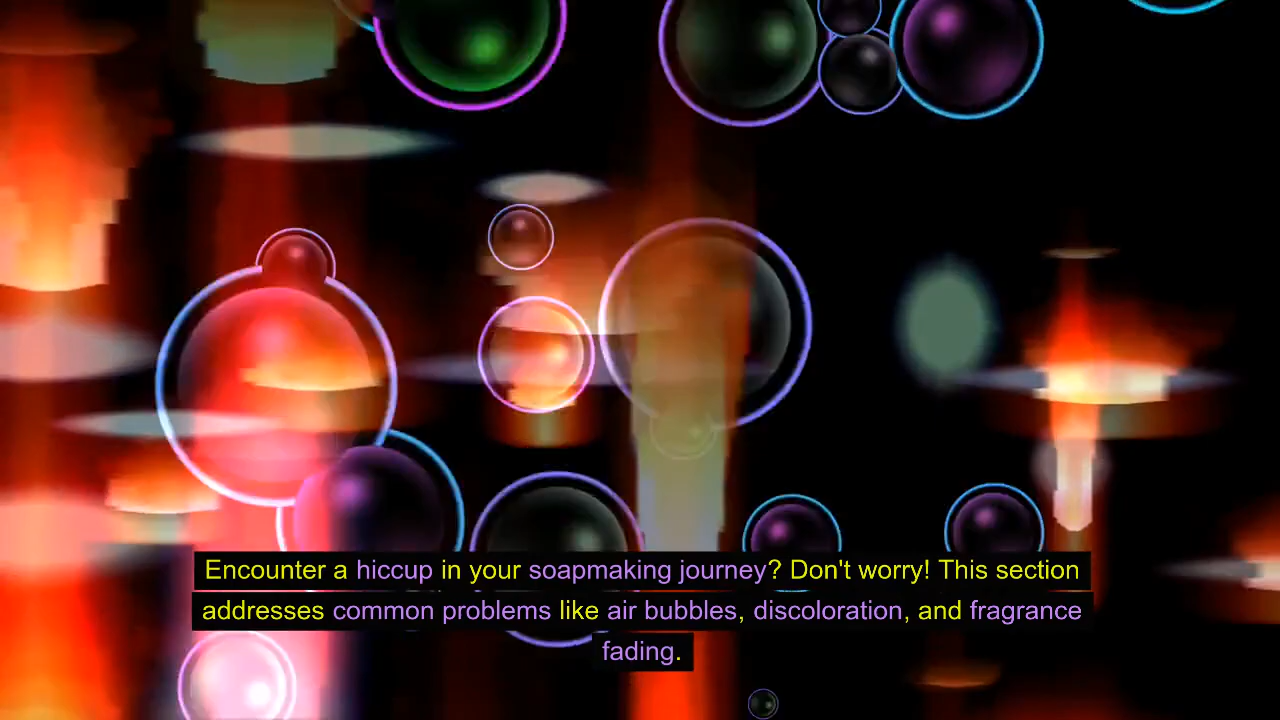 Encounter a hiccup in your soapmaking journey? Don't worry! This section
addresses common problems like air bubbles, discoloration, and fragrance
fading.